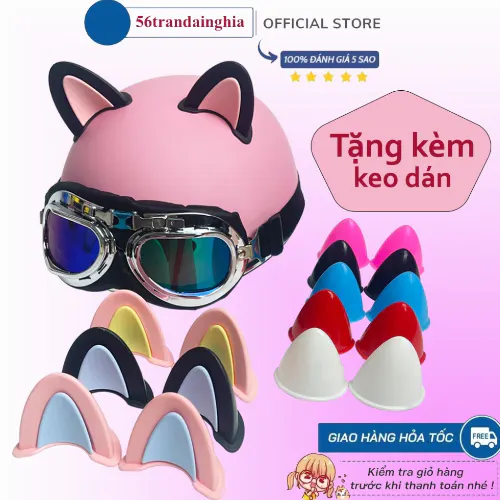 56trandainghia
OFFICIAL STORE
100% ĐÁNH GIÁ 5 SAO
Tặng kèm
keo dán
GIAO HÀNG HỎA TỐC
FREE
Kiểm tra giỏ hàng
trước khi thanh toán nhé !